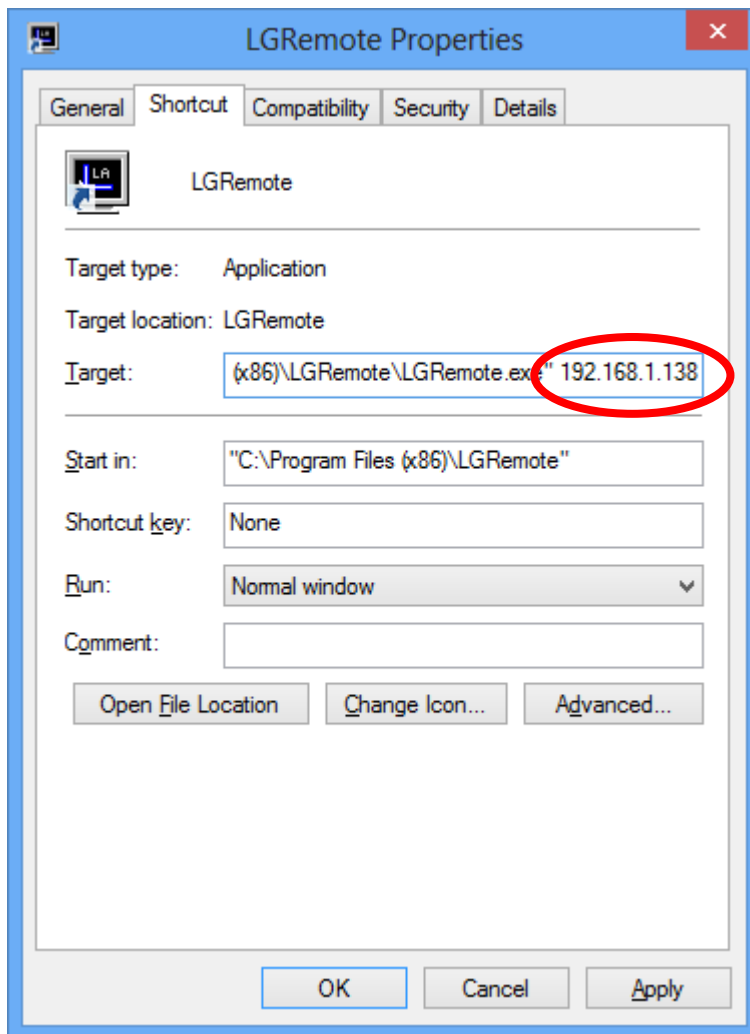 LGRemote Properties
General Shortcut Compatibility Security Details
LA
LGRemote
Target type: Application
Target location: LGRemote
Target: (x86)\LGRemote\LGRemote.exe" 192.168.1.138
Start in: "C:\Program Files (x86)\LGRemote"
Shortcut key: None
Run: Normal window
Comment:
Open File Location Change Icon... Advanced...
OK Cancel Apply